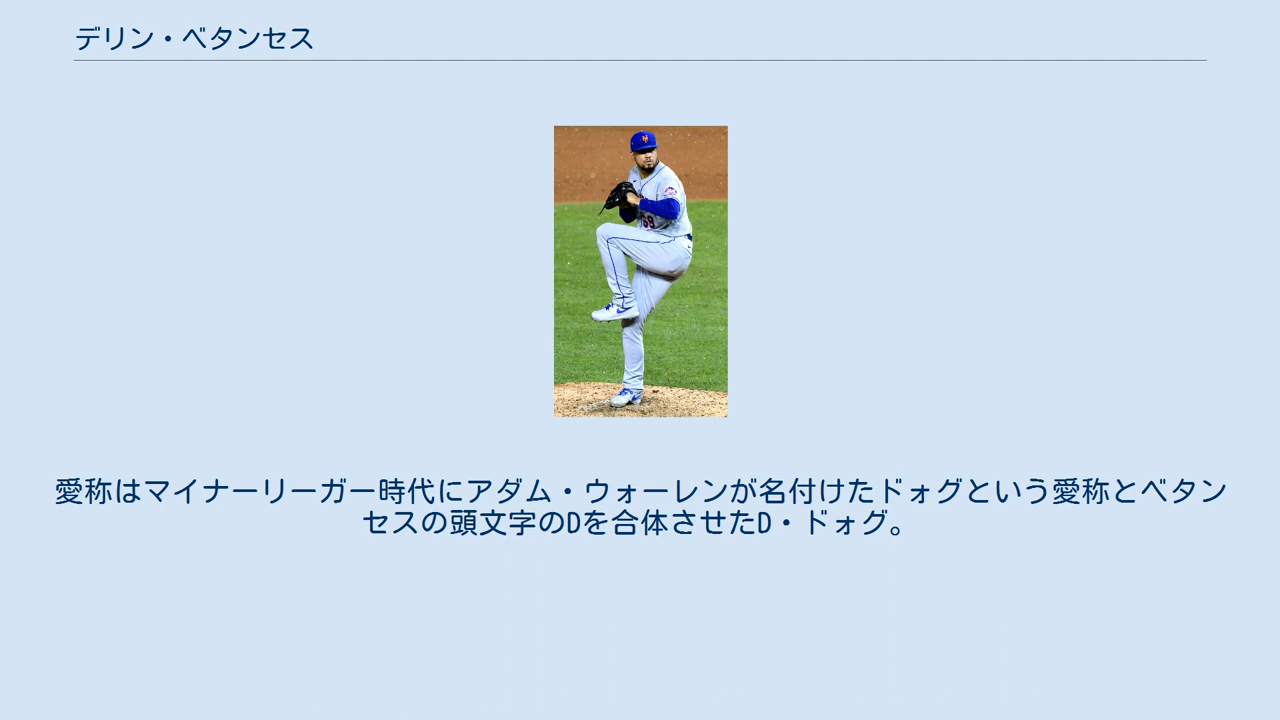 デリン・ベタンセス
68
愛称はマイナーリーガー時代にアダム・ウォーレンが名付けたドォグという愛称とベタン
セスの頭文字のDを合体させたD・ドォグ。